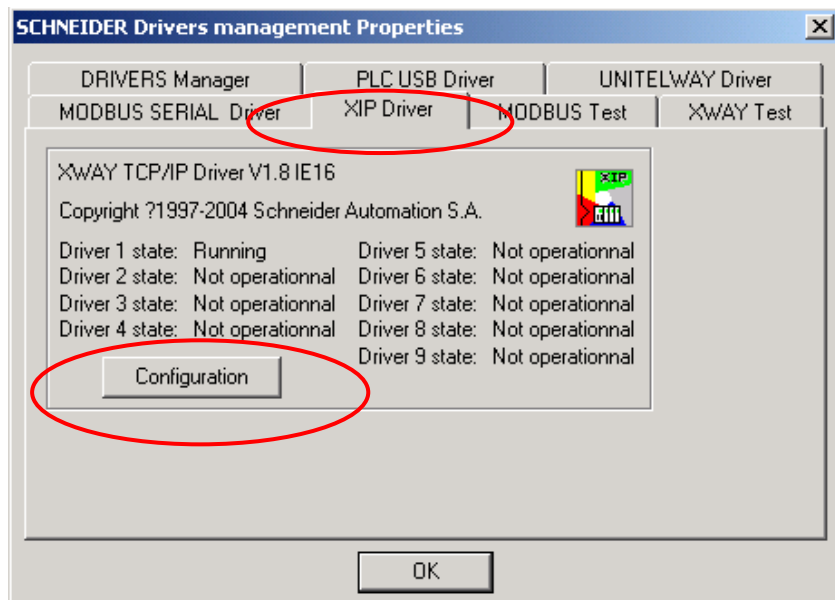 SCHNEIDER Drivers management Properties
DRIVERS Manager PLC USB Driver UNITELWAY Driver
MODBUS SERIAL Driver XIP Driver MODBUS Test XWAY Test
XWAY TCP/IP Driver V1.8 IE16
XIP
Copyright ?1997-2004 Schneider Automation S.A.
Driver 1 state: Running Driver 5 state: Not operationnal
Driver 2 state: Not operationnal Driver 6 state: Not operationnal
Driver 3 state: Not operationnal Driver 7 state: Not operationnal
Driver 4 state: Not operationnal Driver 8 state: Not operationnal
Driver 9 state: Not operationnal
Configuration
OK